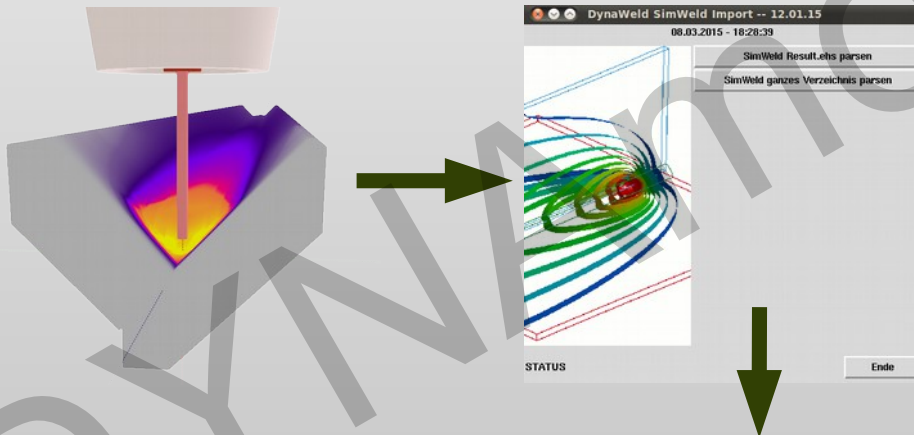 DynaWeld SimWeld Import -- 12.01.15
08.03.2015 - 18:28:39
SimWeld Result.ehs parsen
SimWeld ganzes Verzeichnis parsen
STATUS
Ende